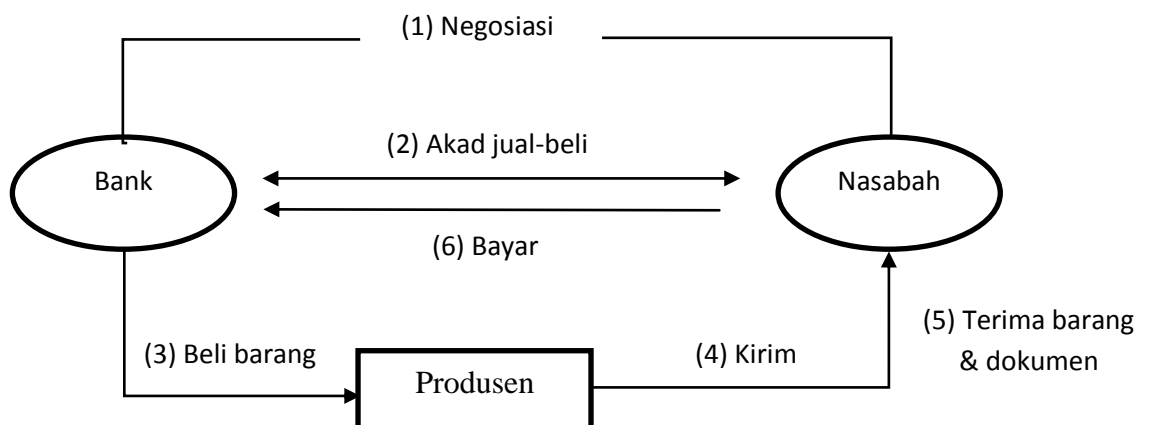 (1) Negosiasi
(2) Akad jual-beli
Bank
Nasabah
(6) Bayar
(5) Terima barang
& dokumen
(3) Beli barang
(4) Kirim
Produsen